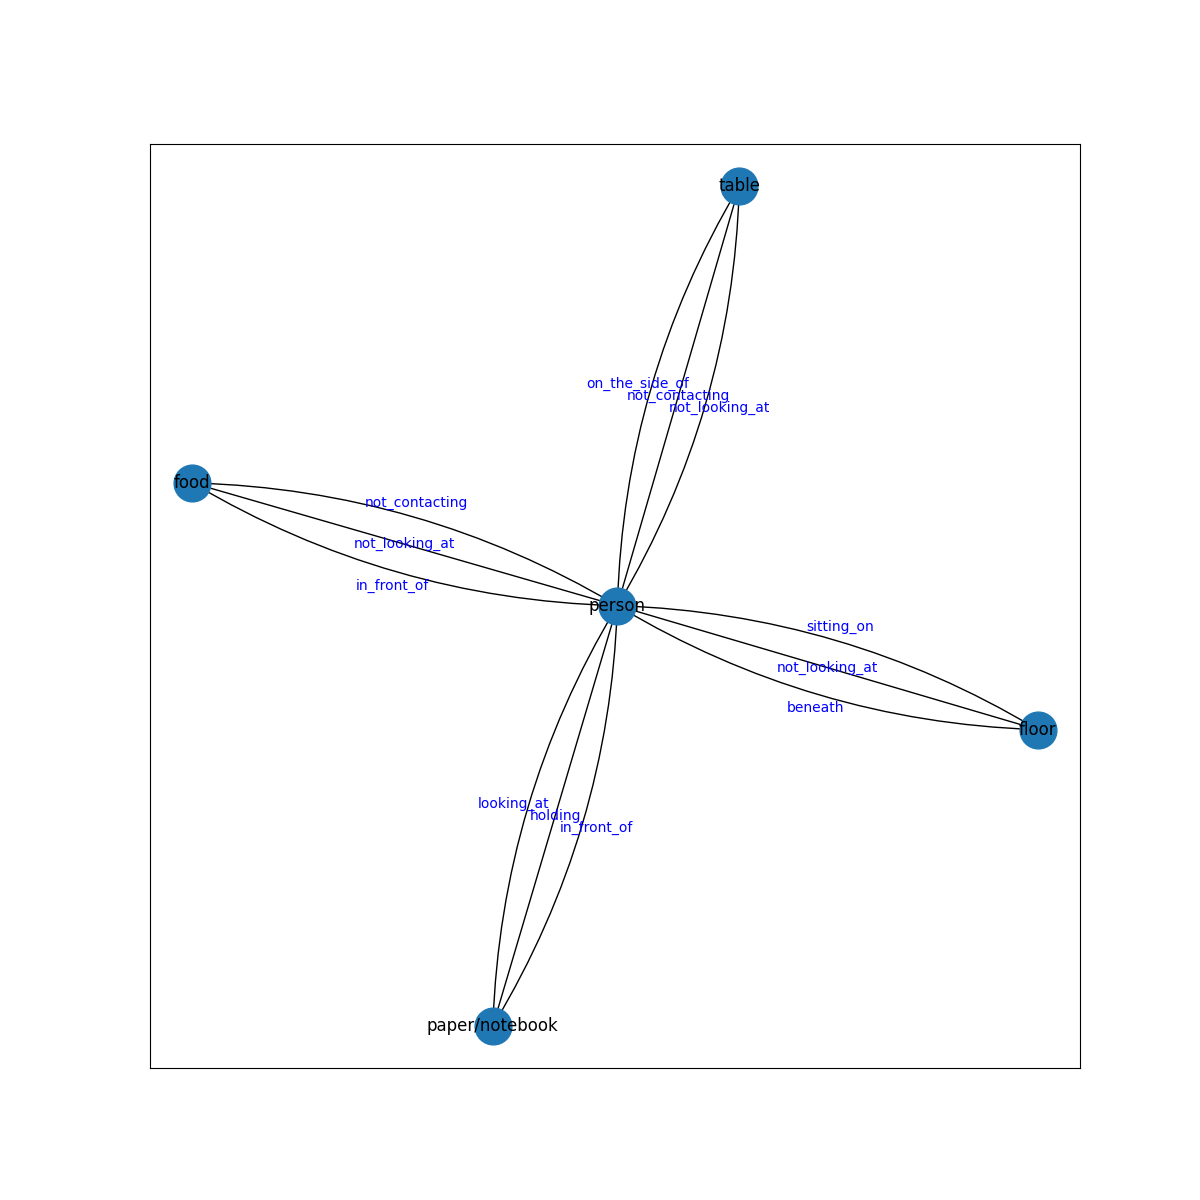 table
on_the_side_of
not_contacting
not_looking_at
food
not_contacting
not_looking_at
in_front_of
person
sitting_on
not_looking_at
beneath
floor
looking_at
holding
in_front_of
paper/notebook